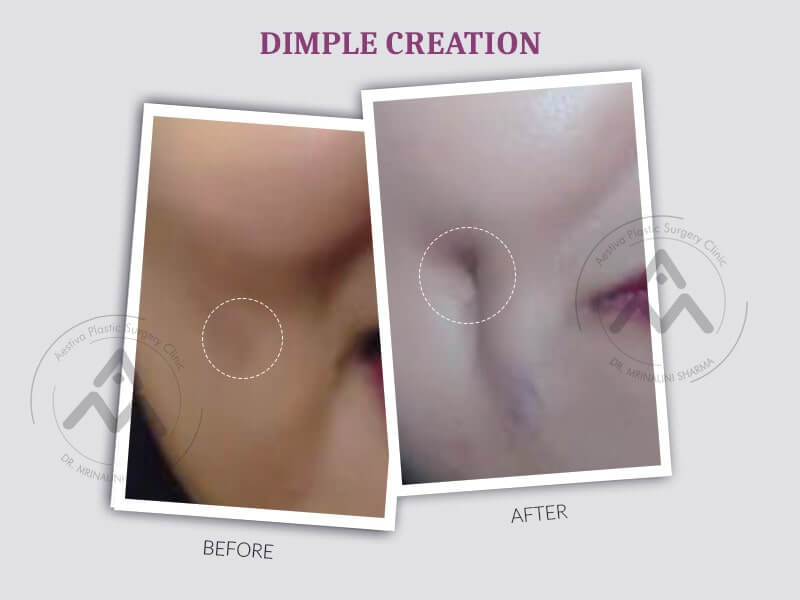 DIMPLE CREATION
Aestiva Plastic Surgery Clinic
DR. MRINALINI SHARMA
Aestiva Plastic Surgery Clinic
DR. MRINALINI
BEFORE
AFTER